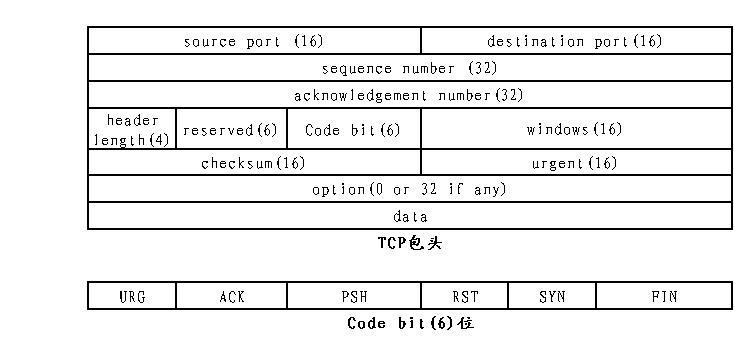 source port (16) destination port(16)
sequence number (32)
acknowledgement number(32)
header length(4) reserved(6) Code bit(6) windows(16)
checksum(16) urgent(16)
option(0 or 32 if any)
data
TCP包头
URG ACK PSH RST SYN FIN
Code bit(6)位